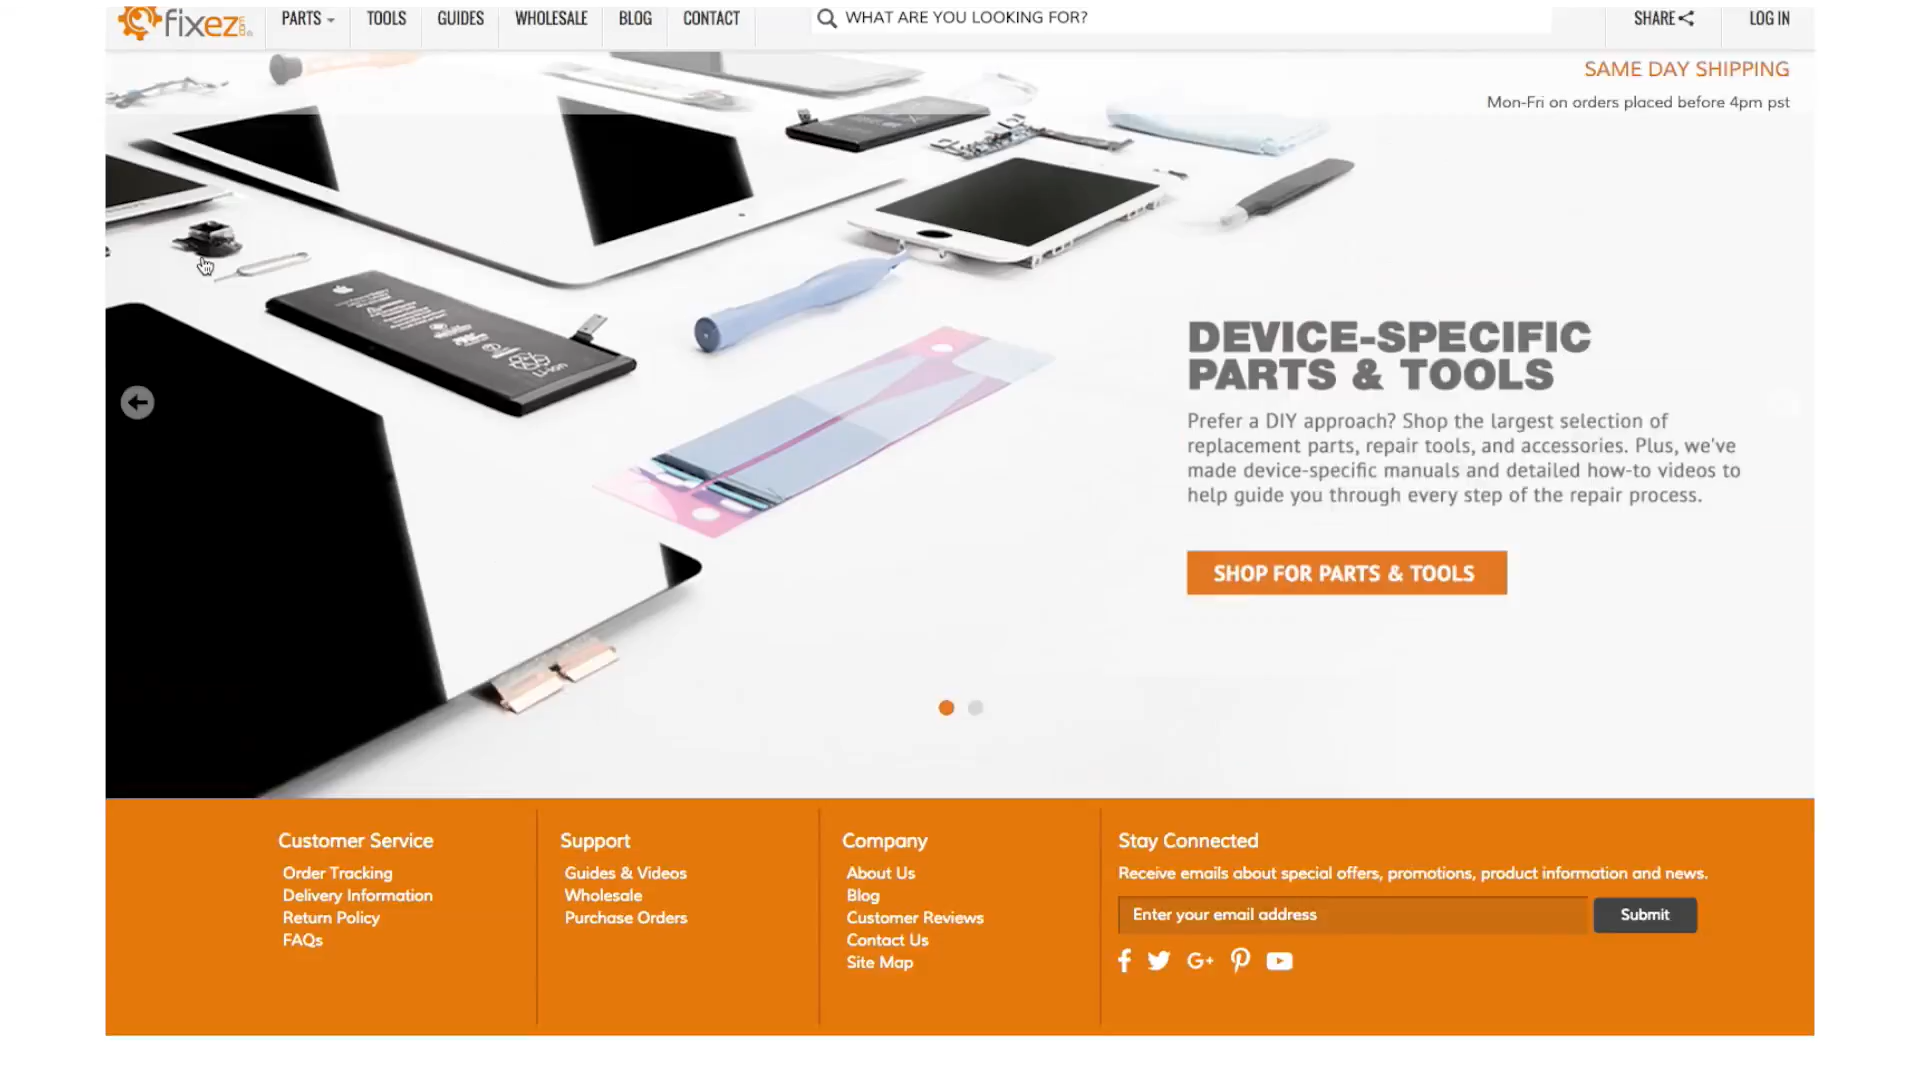 fixez.com
PARTS
TOOLS
GUIDES
WHOLESALE
BLOG
CONTACT
WHAT ARE YOU LOOKING FOR?
SHARE
LOG IN
SAME DAY SHIPPING
Mon-Fri on orders placed before 4pm pst
DEVICE-SPECIFIC
PARTS & TOOLS
Prefer a DIY approach? Shop the largest selection of
replacement parts, repair tools, and accessories. Plus, we've
made device-specific manuals and detailed how-to videos to
help guide you through every step of the repair process.
SHOP FOR PARTS & TOOLS
Li-ion
Customer Service
Order Tracking
Delivery Information
Return Policy
FAQs
Support
Guides & Videos
Wholesale
Purchase Orders
Company
About Us
Blog
Customer Reviews
Contact Us
Site Map
Stay Connected
Receive emails about special offers, promotions, product information and news.
Enter your email address
Submit